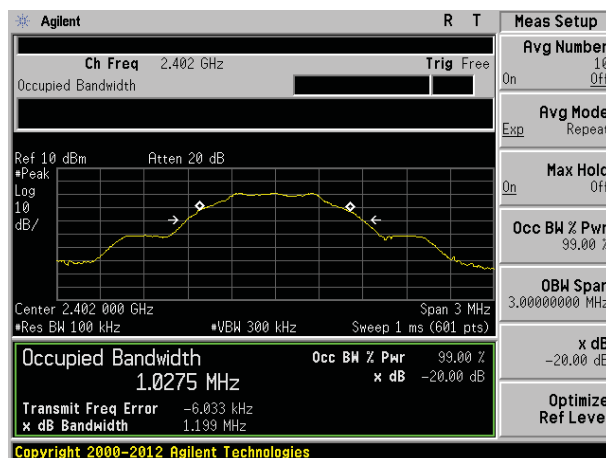 Agilent R T Meas Setup
Ch Freq 2.402 GHz Trig Free
Occupied Bandwidth
Avg Number
10
On Off
Avg Mode
Exp Repeat
Max Hold
On Off
Occ BW % Pwr
99.00 %
OBW Span
3.00000000 MHz
x dB
-20.00 dB
Optimize
Ref Level
Ref 10 dBm Atten 20 dB
#Peak
Log
10
dB/
Center 2.402 000 GHz Span 3 MHz
#Res BW 100 kHz #VBW 300 kHz Sweep 1 ms (601 pts)
Occupied Bandwidth Occ BW % Pwr 99.00 %
1.0275 MHz x dB -20.00 dB
Transmit Freq Error -6.033 kHz
x dB Bandwidth 1.199 MHz
Copyright 2000-2012 Agilent Technologies